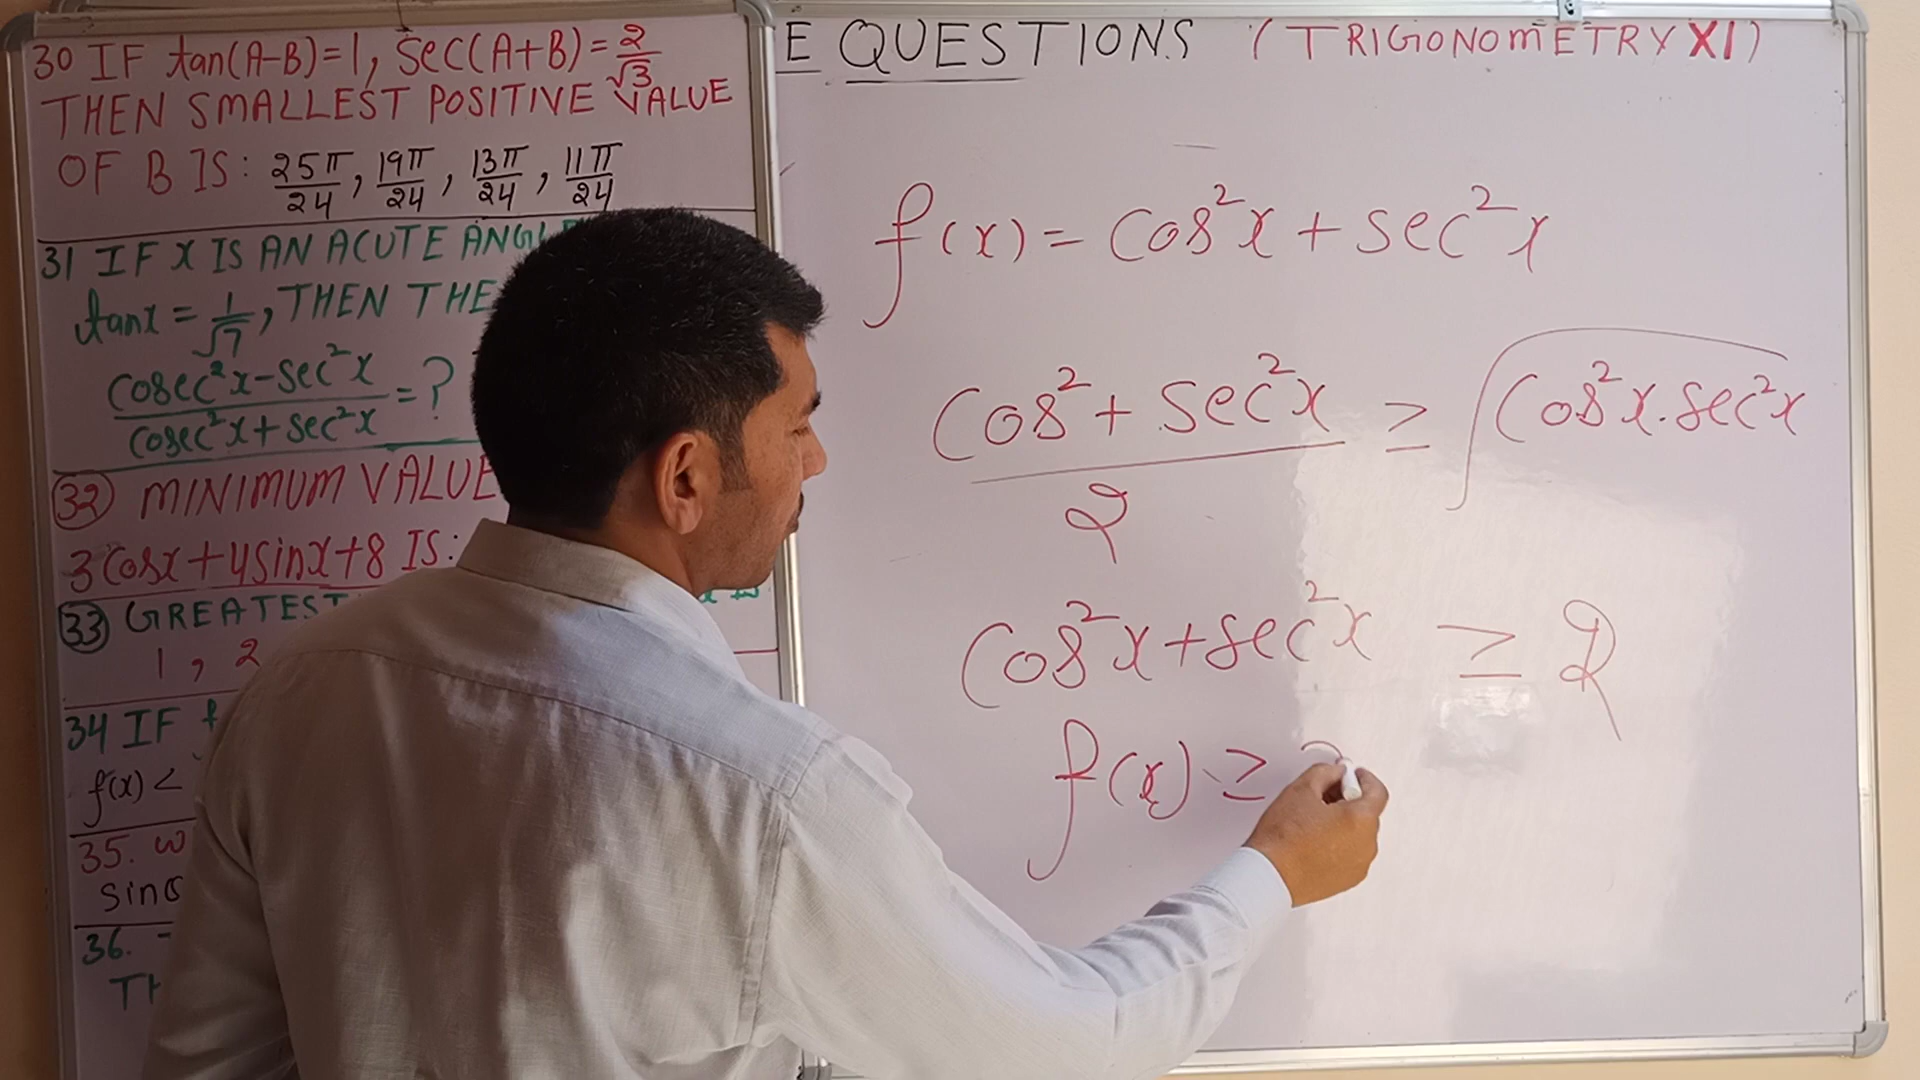 30 IF tan(A-B)=1, sec(A+B)=2/√3
THEN SMALLEST POSITIVE VALUE
OF B IS: 25π/24, 19π/24, 13π/24, 11π/24
31 IF x IS AN ACUTE
tanx = 1/√7, THEN THE
cosec²x-sec²x/cosec²x+sec²x=?
32 MINIMUM VALUE
3cosx+4sinx+8 IS:
33 GREATEST
1, 2
34 IF
f(x) <
35.
sin
36.
E QUESTIONS (TRIGONOMETRY XI)
f(x) = cos²x + sec²x
cos² + sec²x/2 ≥ √cos²x.sec²x
cos²x+sec²x ≥ 2
f(x) ≥